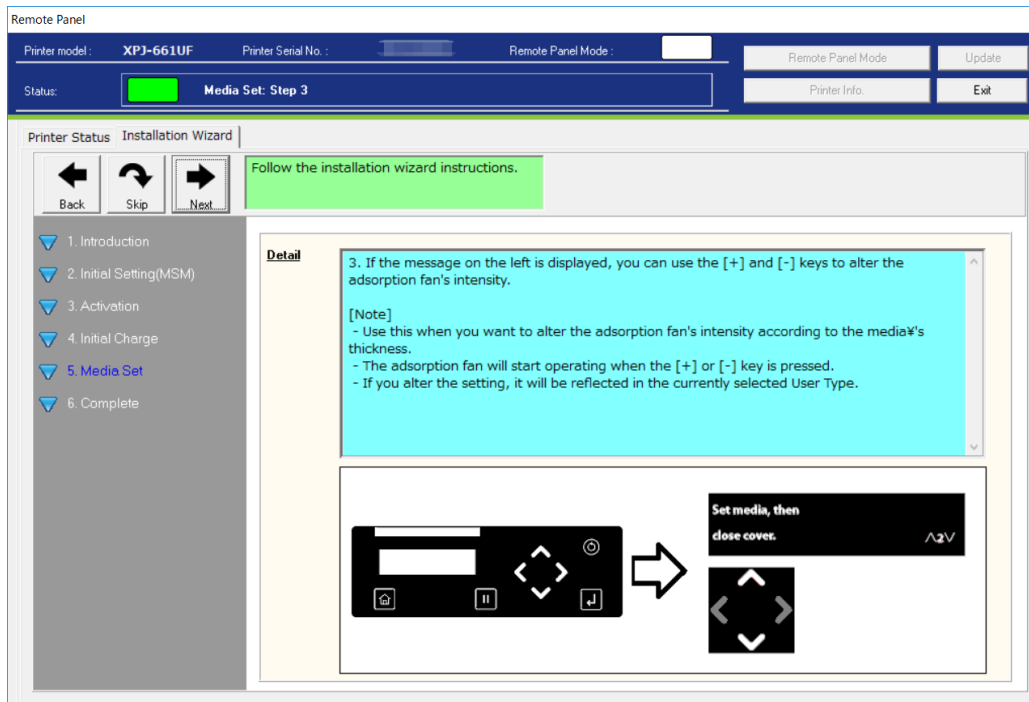 Remote Panel
Printer model : XPJ-661UF Printer Serial No. : Remote Panel Mode :
Remote Panel Mode Update
Status: Media Set: Step 3
Printer Info. Exit
Printer Status Installation Wizard
Back Skip Next
Follow the installation wizard instructions.
1. Introduction
2. Initial Setting(MSM)
3. Activation
4. Initial Charge
5. Media Set
6. Complete
Detail
3. If the message on the left is displayed, you can use the [+] and [-] keys to alter the
adsorption fan's intensity.
[Note]
- Use this when you want to alter the adsorption fan's intensity according to the media¥'s
thickness.
- The adsorption fan will start operating when the [+] or [-] key is pressed.
- If you alter the setting, it will be reflected in the currently selected User Type.
Set media, then
close cover. ∧2∨